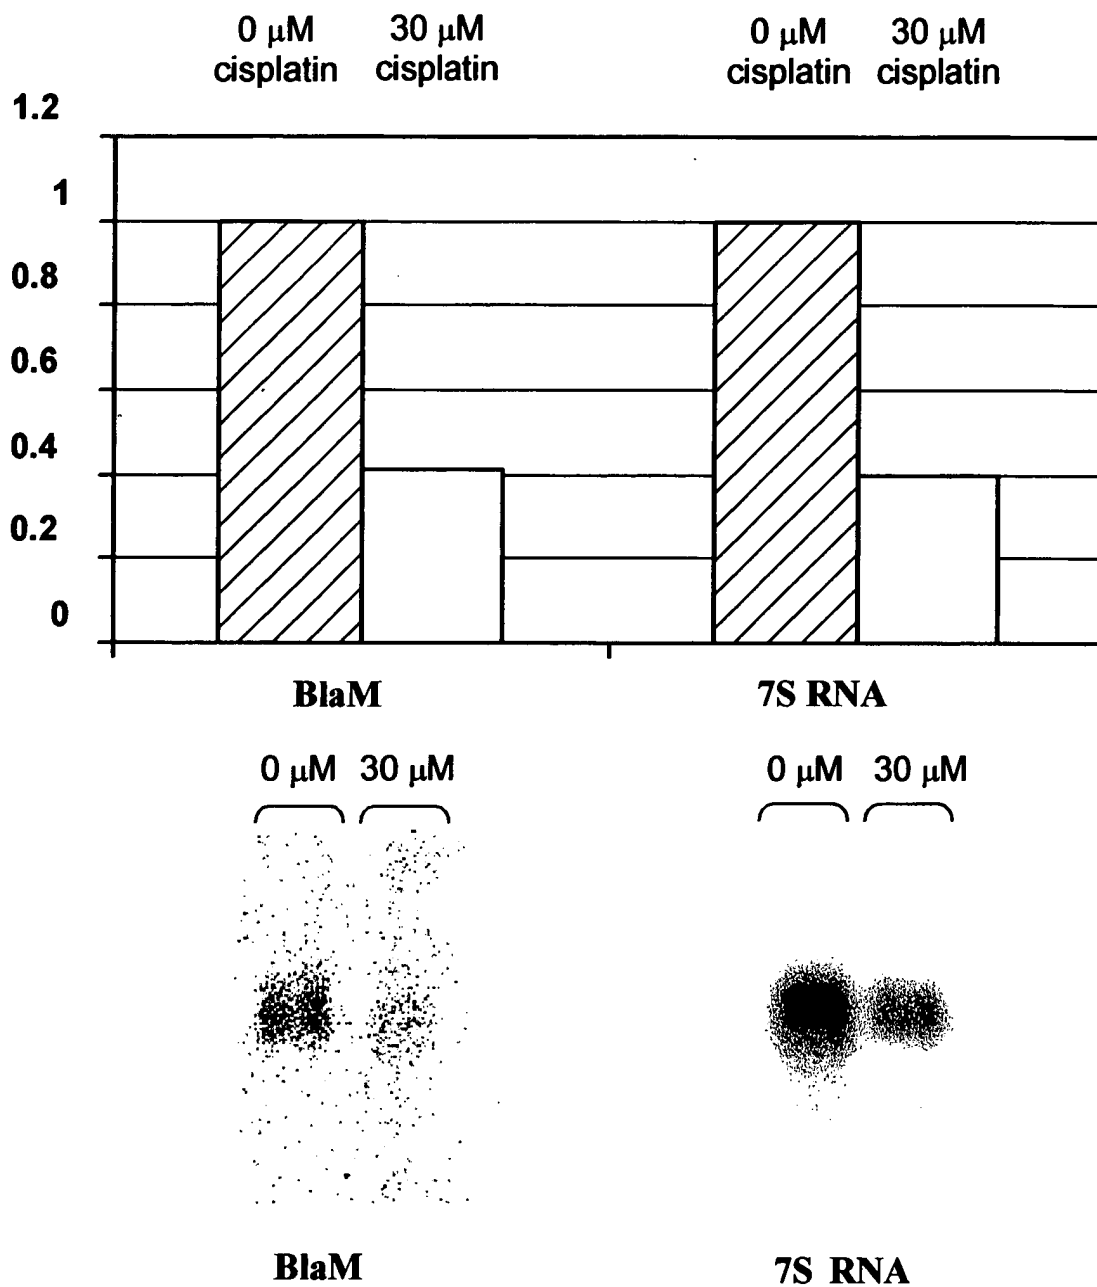 0 μM 30 μM 0 μM 30 μM
cisplatin cisplatin cisplatin cisplatin
1.2
1
0.8
0.6
0.4
0.2
0
BlaM 7S RNA
0 μM 30 μM 0 μM 30 μM
BlaM 7S RNA